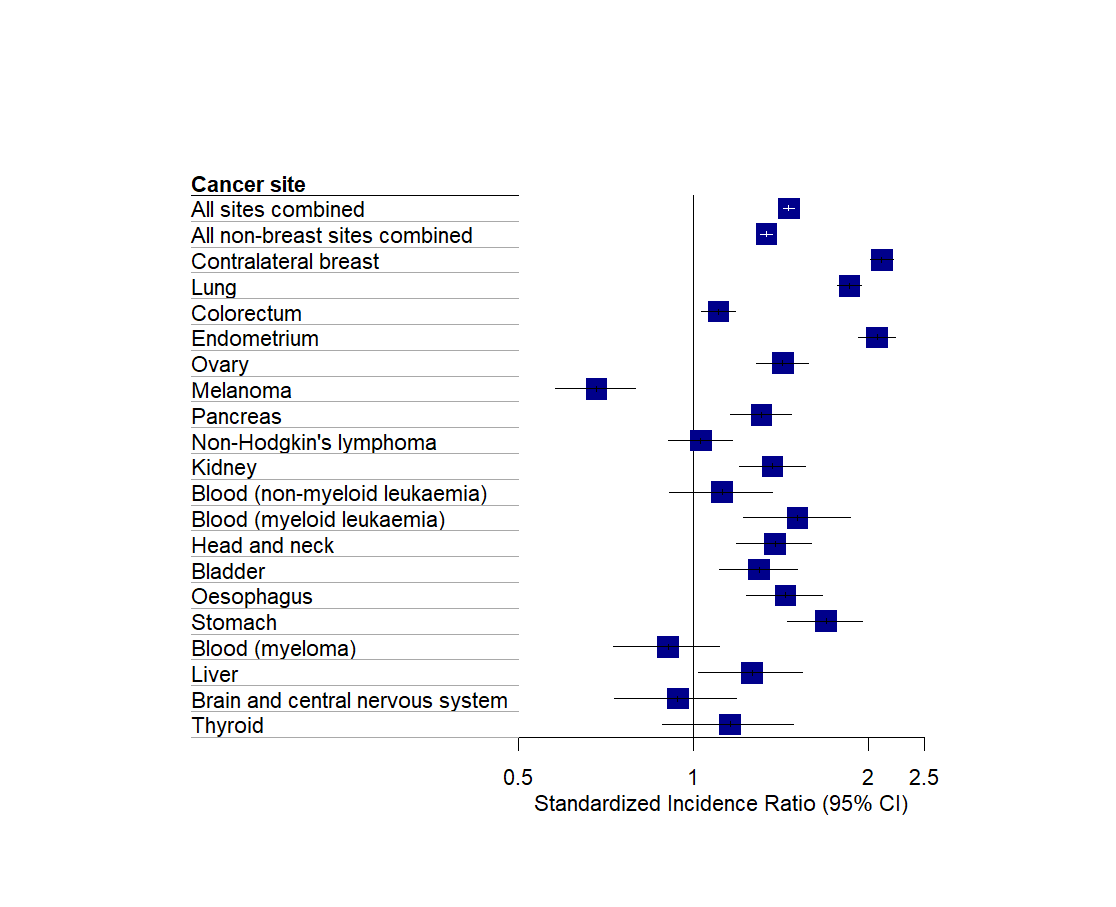 Cancer site
All sites combined
All non-breast sites combined
Contralateral breast
Lung
Colorectum
Endometrium
Ovary
Melanoma
Pancreas
Non-Hodgkin's lymphoma
Kidney
Blood (non-myeloid leukaemia)
Blood (myeloid leukaemia)
Head and neck
Bladder
Oesophagus
Stomach
Blood (myeloma)
Liver
Brain and central nervous system
Thyroid
0.5 1 2 2.5
Standardized Incidence Ratio (95% CI)